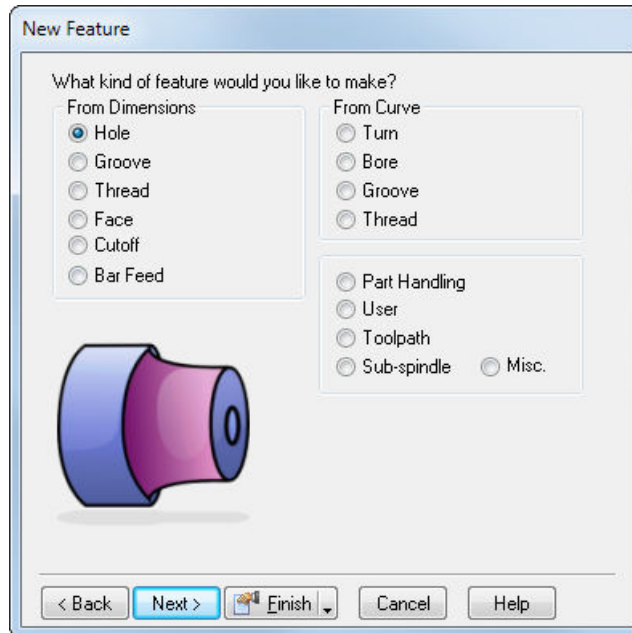 New Feature
What kind of feature would you like to make?
From Dimensions
Hole
Groove
Thread
Face
Cutoff
Bar Feed
From Curve
Turn
Bore
Groove
Thread
Part Handling
User
Toolpath
Sub-spindle Misc.
< Back Next > Finish Cancel Help